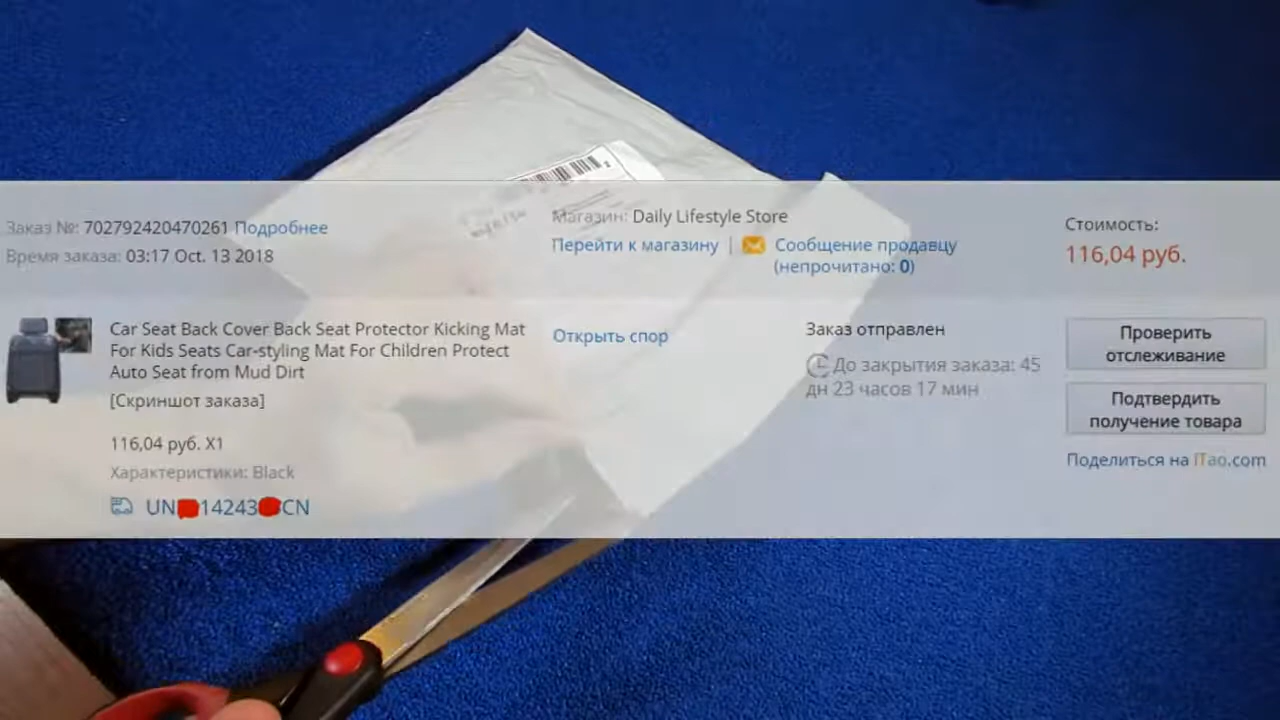 Заказ №: 702792420470261 Подробнее
Время заказа: 03:17 Oct. 13 2018
Магазин: Daily Lifestyle Store
Перейти к магазину | Сообщение продавцу
(непрочитано: 0)
Стоимость:
116,04 руб.
Car Seat Back Cover Back Seat Protector Kicking Mat
For Kids Seats Car-styling Mat For Children Protect
Auto Seat from Mud Dirt
[Скриншот заказа]
116,04 руб. X1
Характеристики: Black
UN 14243 CN
Открыть спор
Заказ отправлен
До закрытия заказа: 45
дн 23 часов 17 мин
Проверить
отслеживание
Подтвердить
получение товара
Поделиться на iTao.com